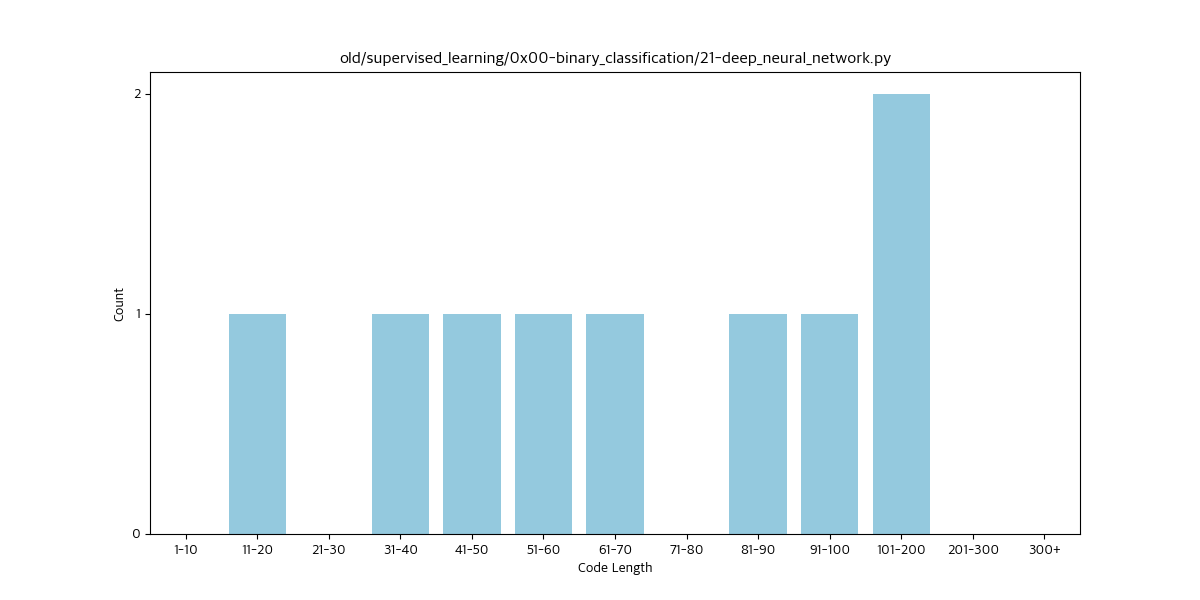 old/supervised_learning/0x00-binary_classification/21-deep_neural_network.py
2
1
0
Count
1-10 11-20 21-30 31-40 41-50 51-60 61-70 71-80 81-90 91-100 101-200 201-300 300+
Code Length